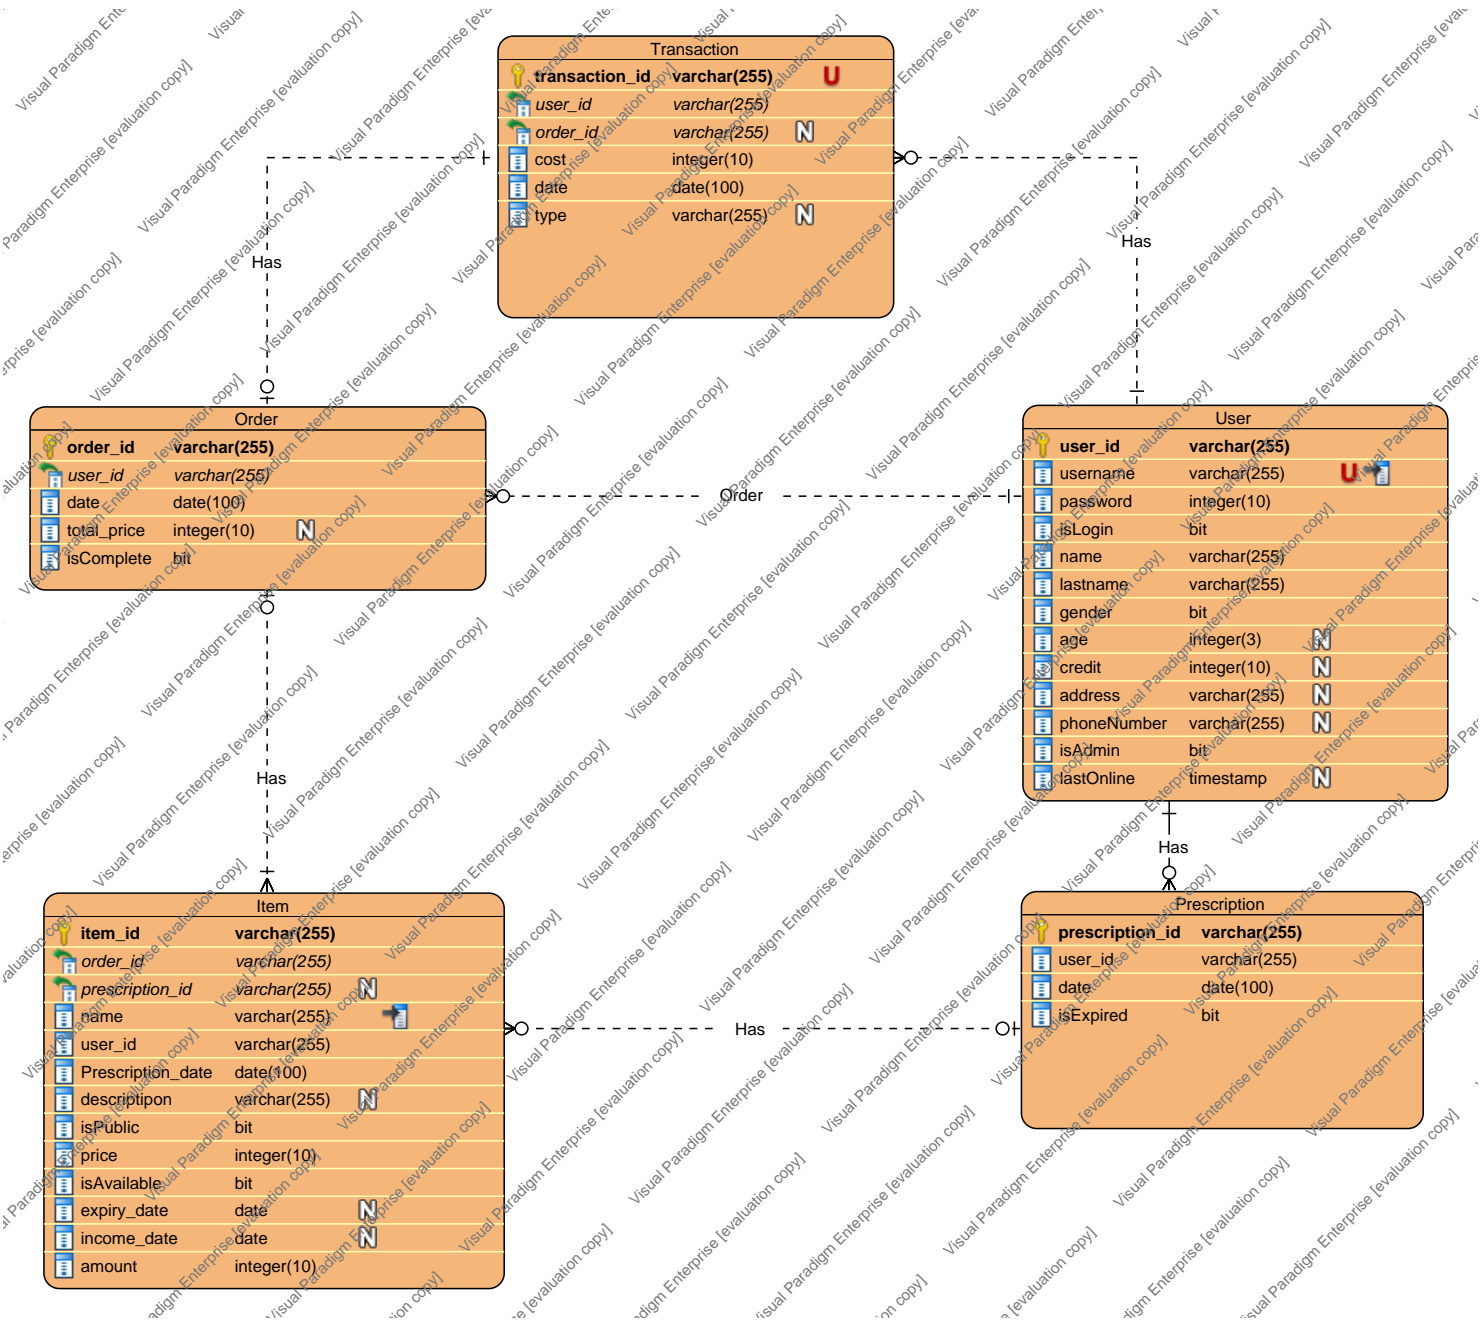 Transaction
transaction_id varchar(255) U
user_id varchar(255)
order_id varchar(255) N
cost integer(10)
date date(100)
type varchar(255) N
Has
Has
Order
order_id varchar(255)
user_id varchar(255)
date date(100)
total_price integer(10) N
isComplete bit
Order
User
user_id varchar(255)
username varchar(255) U
password integer(10)
isLogin bit
name varchar(255)
lastname varchar(255)
gender bit
age integer(3) N
credit integer(10) N
address varchar(255) N
phoneNumber varchar(255) N
isAdmin bit
lastOnline timestamp N
Has
Has
Item
item_id varchar(255)
order_id varchar(255)
prescription_id varchar(255) N
name varchar(255)
user_id varchar(255)
Prescription_date date(100)
descriptipon varchar(255) N
isPublic bit
price integer(10)
isAvailable bit
expiry_date date N
income_date date N
amount integer(10)
Has
Prescription
prescription_id varchar(255)
user_id varchar(255)
date date(100)
isExpired bit
Visual Paradigm Enterprise [evaluation copy]